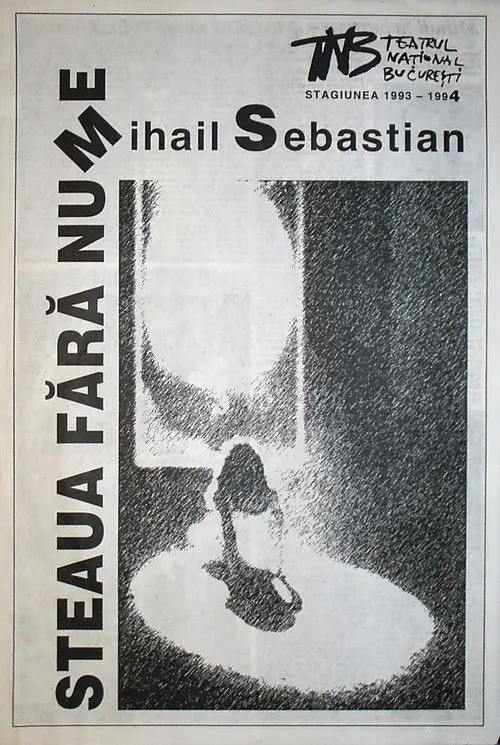 TNB TEATRUL
NAȚIONAL
BUCUREȘTI
STAGIUNEA 1993 – 1994
STEAUA FĂRĂ NUME
Mihail Sebastian